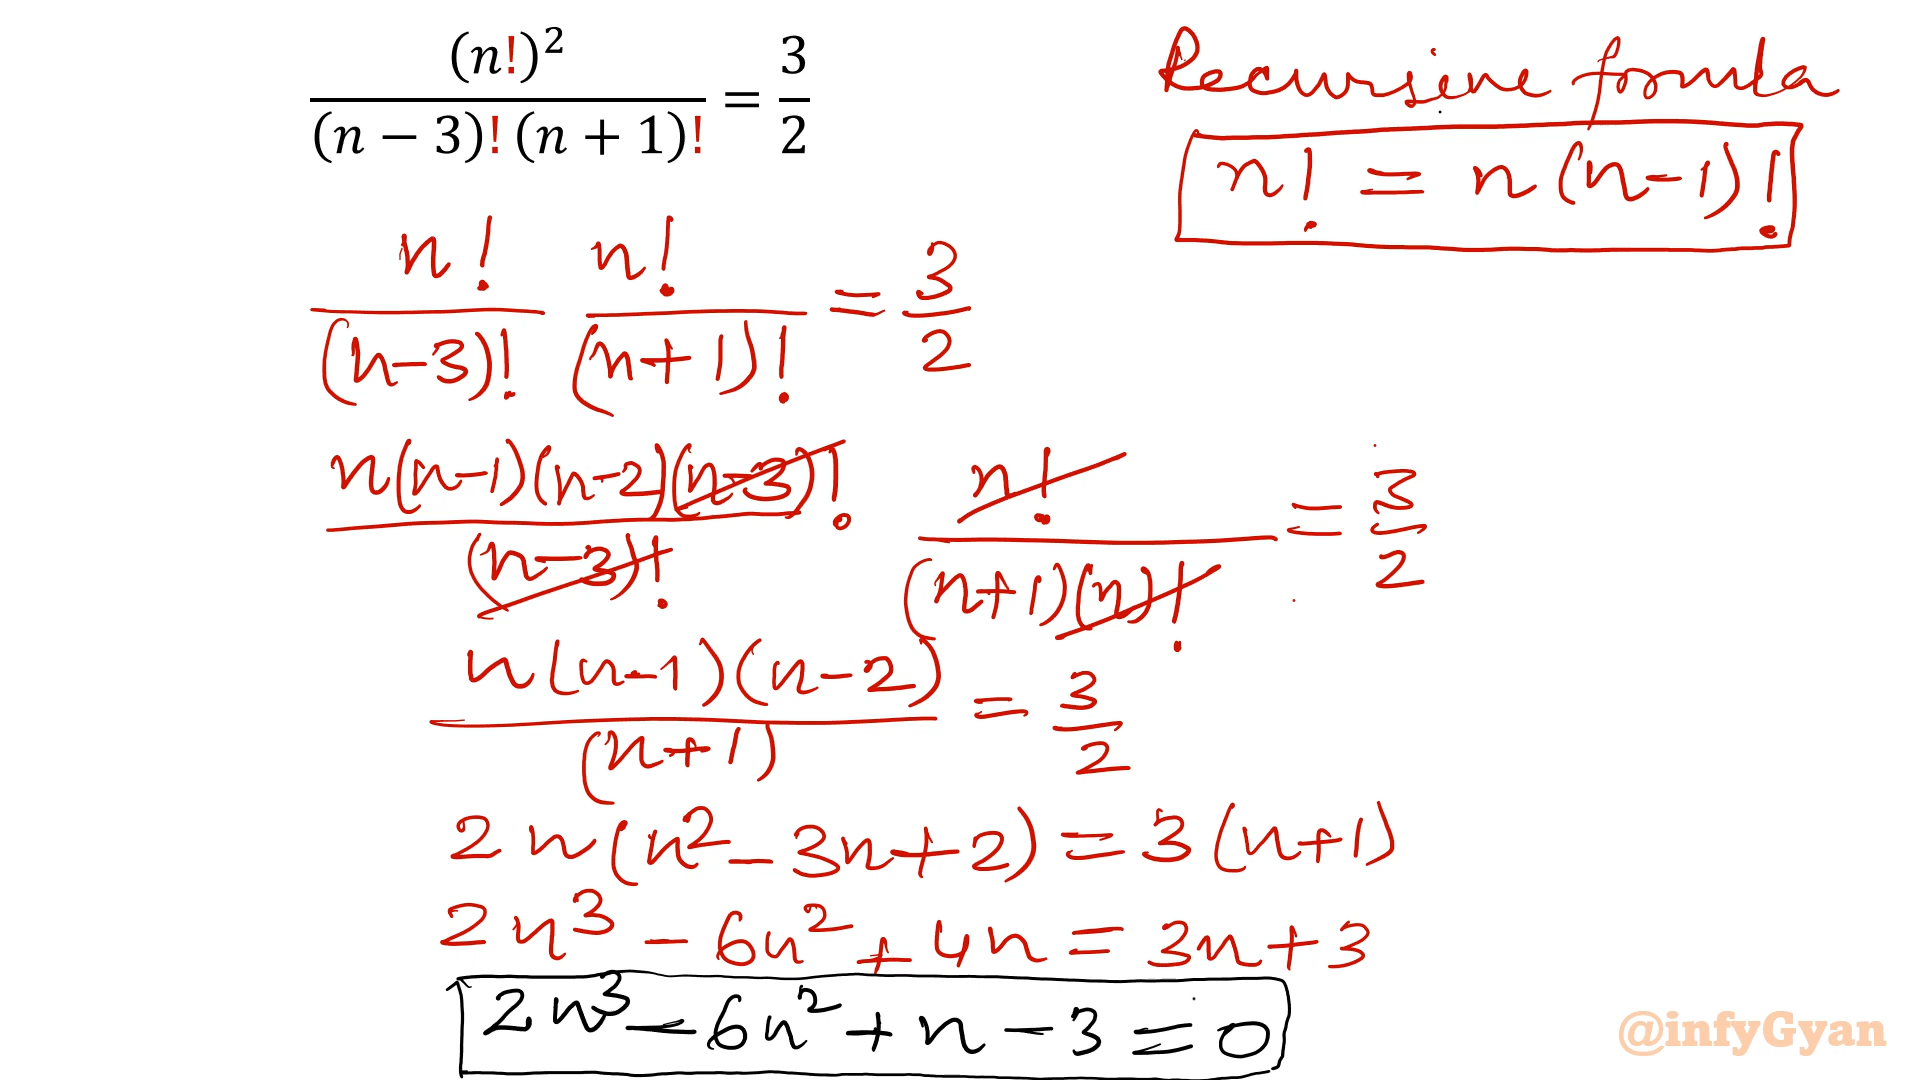 (n!)² / ((n − 3)! (n + 1)!) = 3/2
Recursive formula
n! = n(n-1)!
n!/(n-3)! n!/(n+1)! = 3/2
n(n-1)(n-2)(n-3)!/(n-3)! n!/((n+1)(n)!) = 3/2
n(n-1)(n-2)/(n+1) = 3/2
2n(n²-3n+2) = 3(n+1)
2n³-6n²+4n = 3n+3
2n³-6n²+n-3=0
@infyGyan